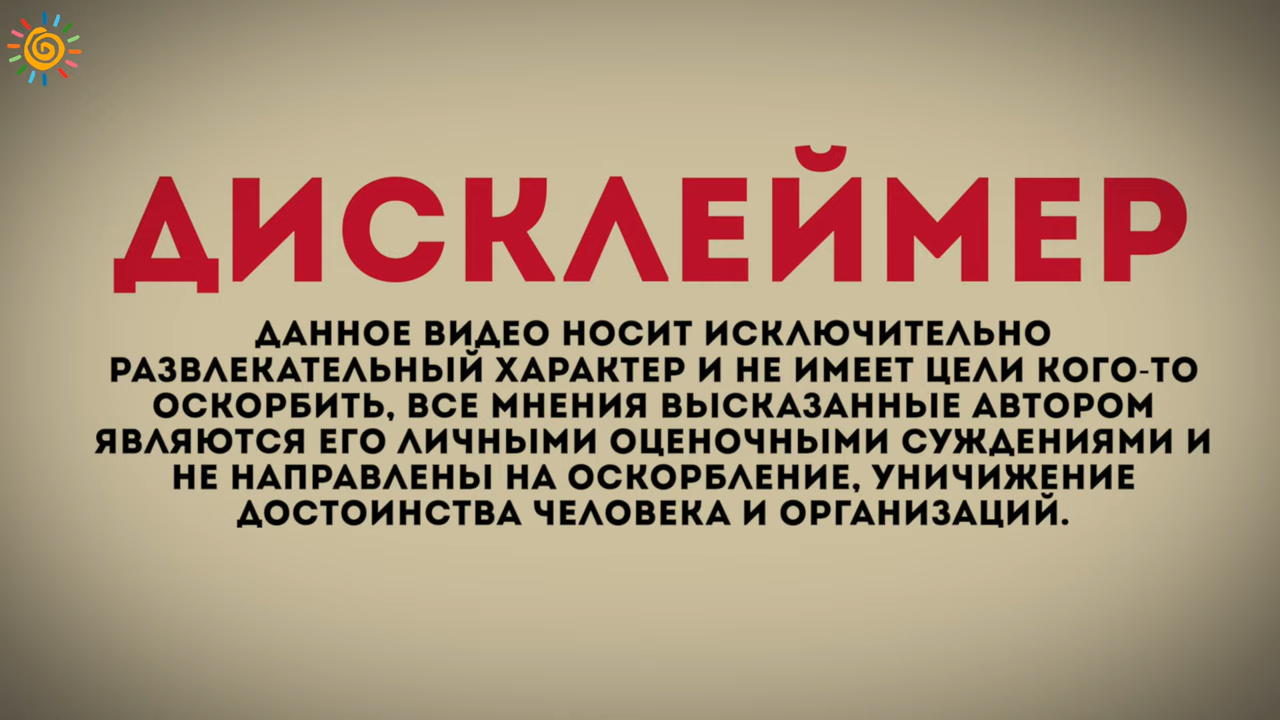 ДИСКЛЕЙМЕР
ДАННОЕ ВИДЕО НОСИТ ИСКЛЮЧИТЕЛЬНО
РАЗВЛЕКАТЕЛЬНЫЙ ХАРАКТЕР И НЕ ИМЕЕТ ЦЕЛИ КОГО-ТО
ОСКОРБИТЬ, ВСЕ МНЕНИЯ ВЫСКАЗАННЫЕ АВТОРОМ
ЯВЛЯЮТСЯ ЕГО ЛИЧНЫМИ ОЦЕНОЧНЫМИ СУЖДЕНИЯМИ И
НЕ НАПРАВЛЕНЫ НА ОСКОРБЛЕНИЕ, УНИЧИЖЕНИЕ
ДОСТОИНСТВА ЧЕЛОВЕКА И ОРГАНИЗАЦИЙ.